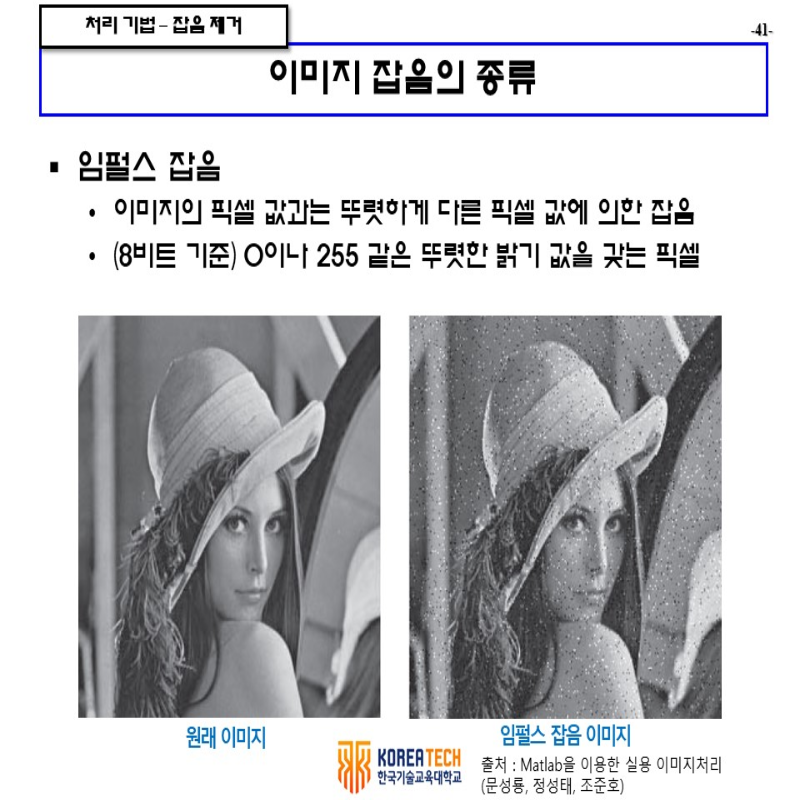 처리 기법 – 잡음 제거
-41-
이미지 잡음의 종류
▪ 임펄스 잡음
• 이미지의 픽셀 값과는 뚜렷하게 다른 픽셀 값에 의한 잡음
• (8비트 기준) 0이나 255 같은 뚜렷한 밝기 값을 갖는 픽셀
원래 이미지
임펄스 잡음 이미지
KOREATECH
한국기술교육대학교
출처 : Matlab을 이용한 실용 이미지처리
(문성룡, 정성태, 조준호)